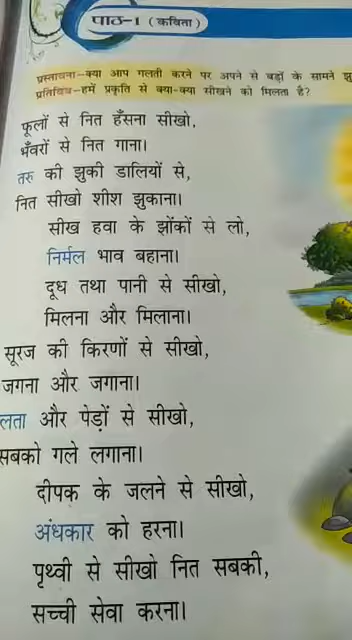 पाठ-1 (कविता)
प्रस्तावना-क्या आप गलती करने पर अपने से बड़ों के सामने
प्रतिबिंब-हमें प्रकृति से क्या-क्या सीखने को मिलता है?
फूलों से नित हँसना सीखो,
भँवरों से नित गाना।
तरु की झुकी डालियों से,
नित सीखो शीश झुकाना।
सीख हवा के झोंकों से लो,
निर्मल भाव बहाना।
दूध तथा पानी से सीखो,
मिलना और मिलाना।
सूरज की किरणों से सीखो,
जगना और जगाना।
लता और पेड़ों से सीखो,
सबको गले लगाना।
दीपक के जलने से सीखो,
अंधकार को हरना।
पृथ्वी से सीखो नित सबकी,
सच्ची सेवा करना।